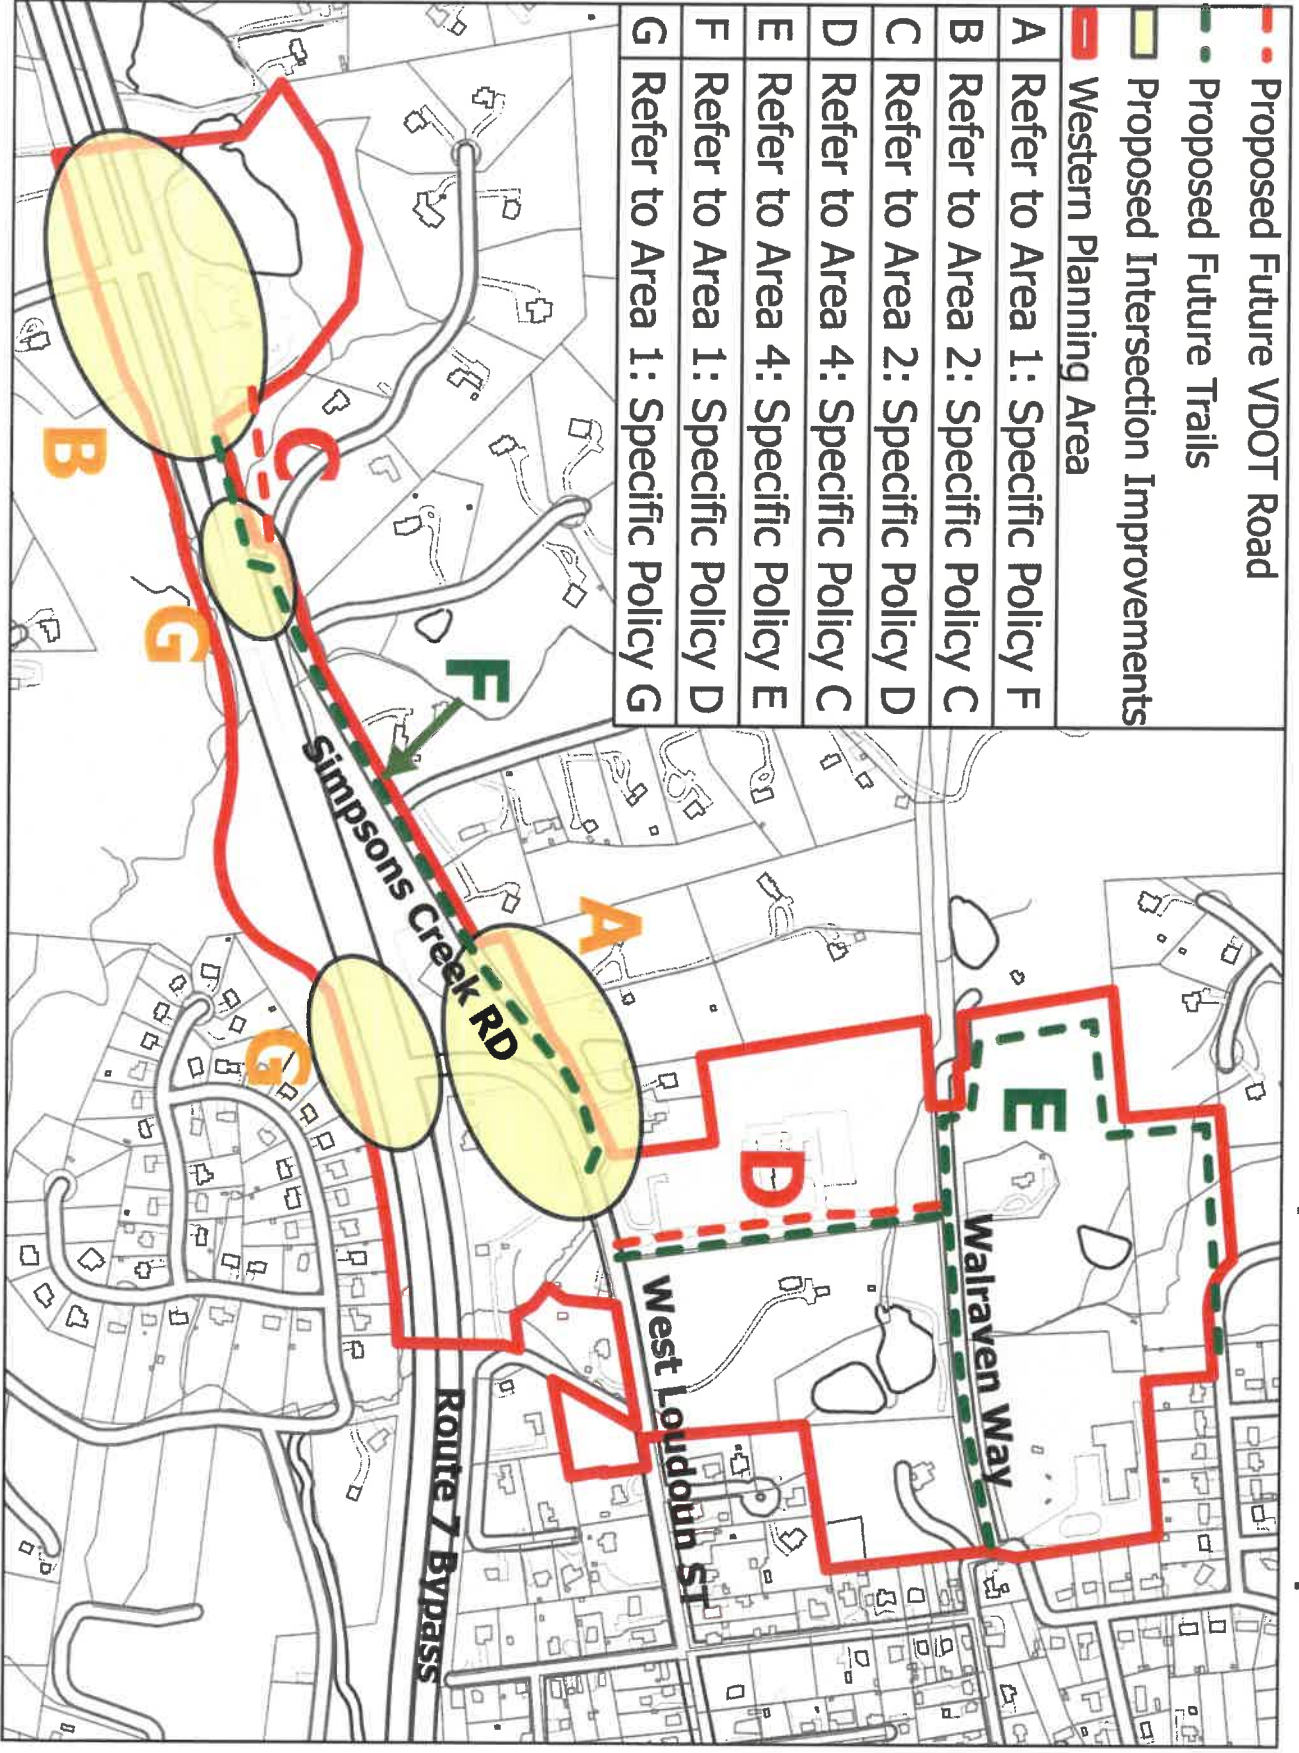 Proposed Future VDOT Road
Proposed Future Trails
Proposed Intersection Improvements
Western Planning Area
A Refer to Area 1: Specific Policy F
B Refer to Area 2: Specific Policy C
C Refer to Area 2: Specific Policy D
D Refer to Area 4: Specific Policy C
E Refer to Area 4: Specific Policy E
F Refer to Area 1: Specific Policy D
G Refer to Area 1: Specific Policy G
E
Walraven Way
D
West Loudoun ST
A
F
Simpsons Creek RD
C
Route 7 Bypass
G
G
B